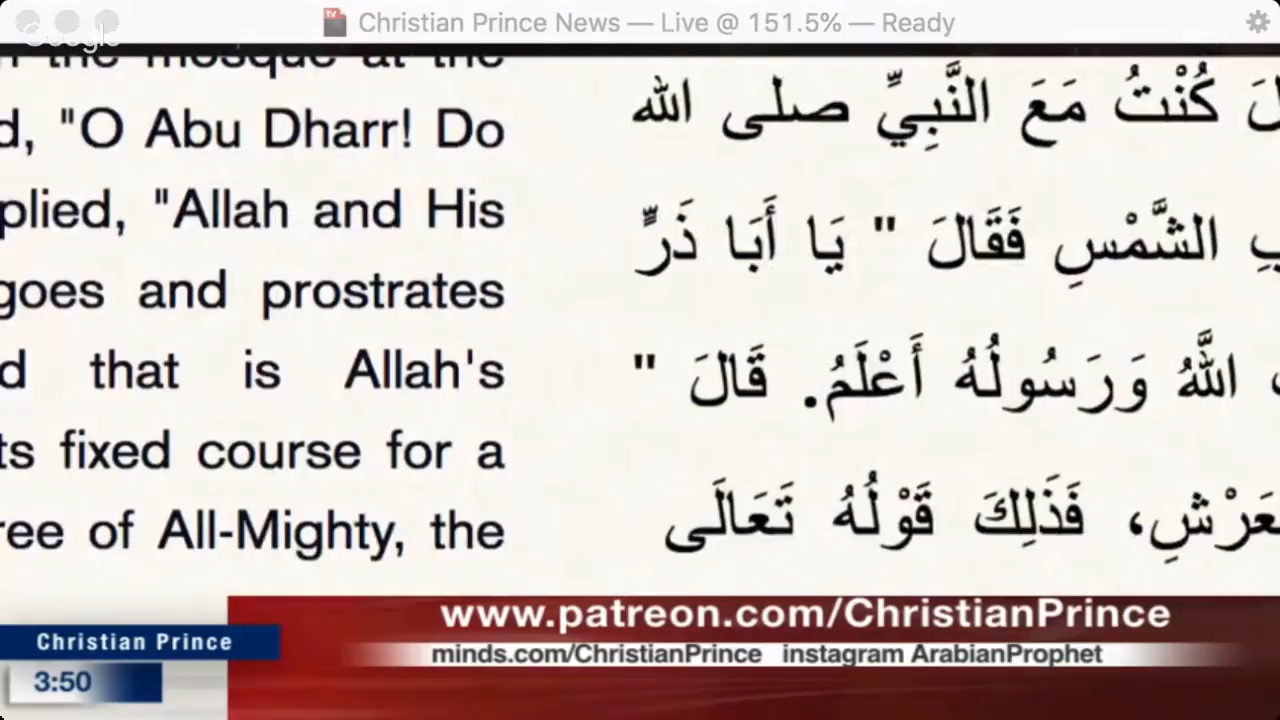 Christian Prince News — Live @ 151.5% — Ready
Google
the mosque at the
d, "O Abu Dharr! Do
plied, "Allah and His
goes and prostrates
d that is Allah's
ts fixed course for a
ree of All-Mighty, the
كُنْتُ مَعَ النَّبِيِّ صلى الله
الشَّمْسِ فَقَالَ " يَا أَبَا ذَرٍّ
اللَّهُ وَرَسُولُهُ أَعْلَمُ. قَالَ "
عَرْشِ، فَذَلِكَ قَوْلُهُ تَعَالَى
www.patreon.com/ChristianPrince
minds.com/ChristianPrince instagram ArabianProphet
Christian Prince
3:50